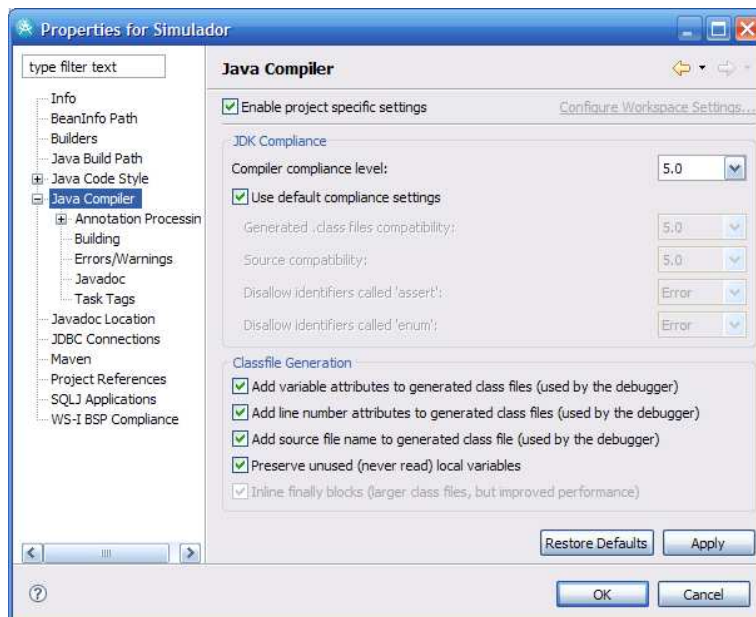 Properties for Simulador
type filter text
Info
BeanInfo Path
Builders
Java Build Path
Java Code Style
Java Compiler
Annotation Processin
Building
Errors/Warnings
Javadoc
Task Tags
Javadoc Location
JDBC Connections
Maven
Project References
SQLJ Applications
WS-I BSP Compliance
Java Compiler
Enable project specific settings
Configure Workspace Settings...
JDK Compliance
Compiler compliance level: 5.0
Use default compliance settings
Generated .class files compatibility: 5.0
Source compatibility: 5.0
Disallow identifiers called 'assert': Error
Disallow identifiers called 'enum': Error
Classfile Generation
Add variable attributes to generated class files (used by the debugger)
Add line number attributes to generated class files (used by the debugger)
Add source file name to generated class file (used by the debugger)
Preserve unused (never read) local variables
Inline finally blocks (larger class files, but improved performance)
Restore Defaults
Apply
?
OK
Cancel